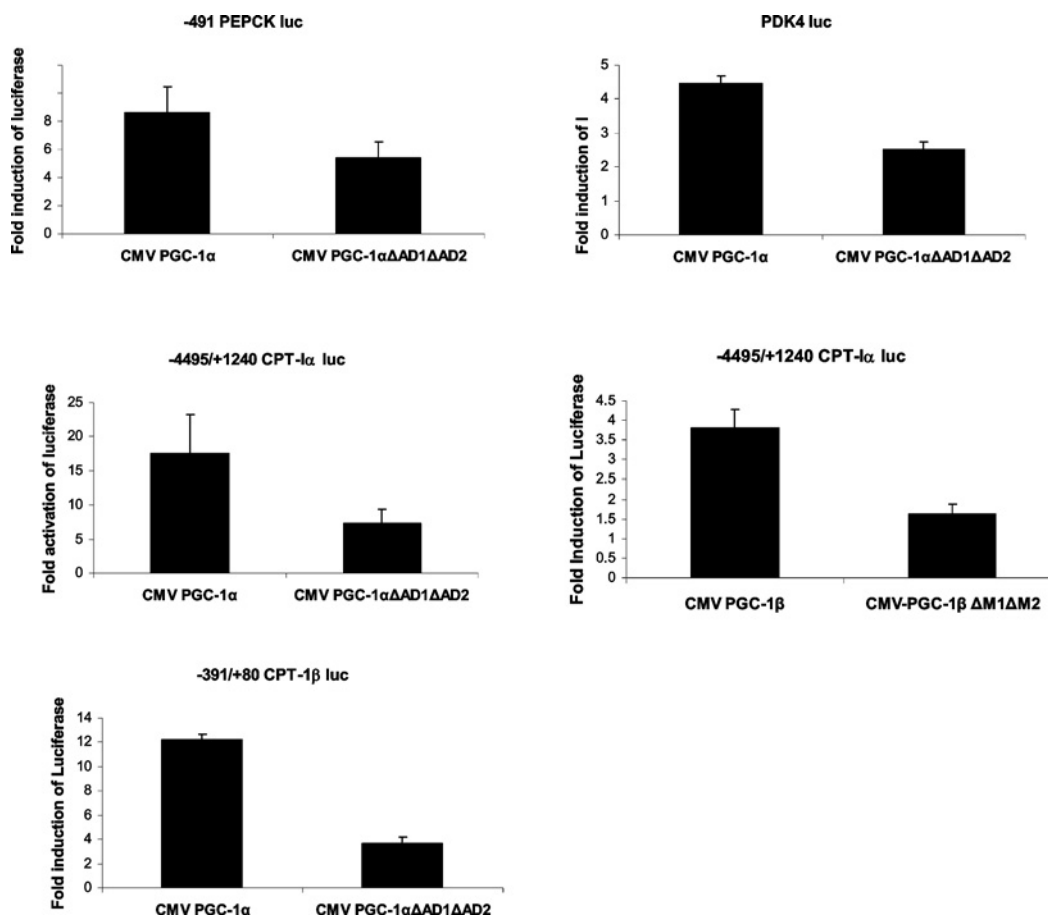 -491 PEPCK luc
Fold induction of luciferase
8
6
4
2
0
CMV PGC-1α
CMV PGC-1αΔAD1ΔAD2
PDK4 luc
Fold induction of l
5
4
3
2
1
0
CMV PGC-1α
CMV PGC-1αΔAD1ΔAD2
-4495/+1240 CPT-Iα luc
Fold activation of luciferase
25
20
15
10
5
0
CMV PGC-1α
CMV PGC-1αΔAD1ΔAD2
-4495/+1240 CPT-Iα luc
Fold Induction of Luciferase
4.5
4
3.5
3
2.5
2
1.5
1
0.5
0
CMV PGC-1β
CMV-PGC-1β ΔM1ΔM2
-391/+80 CPT-1β luc
Fold induction of Luciferase
14
12
10
8
6
4
2
0
CMV PGC-1α
CMV PGC-1αΔAD1ΔAD2